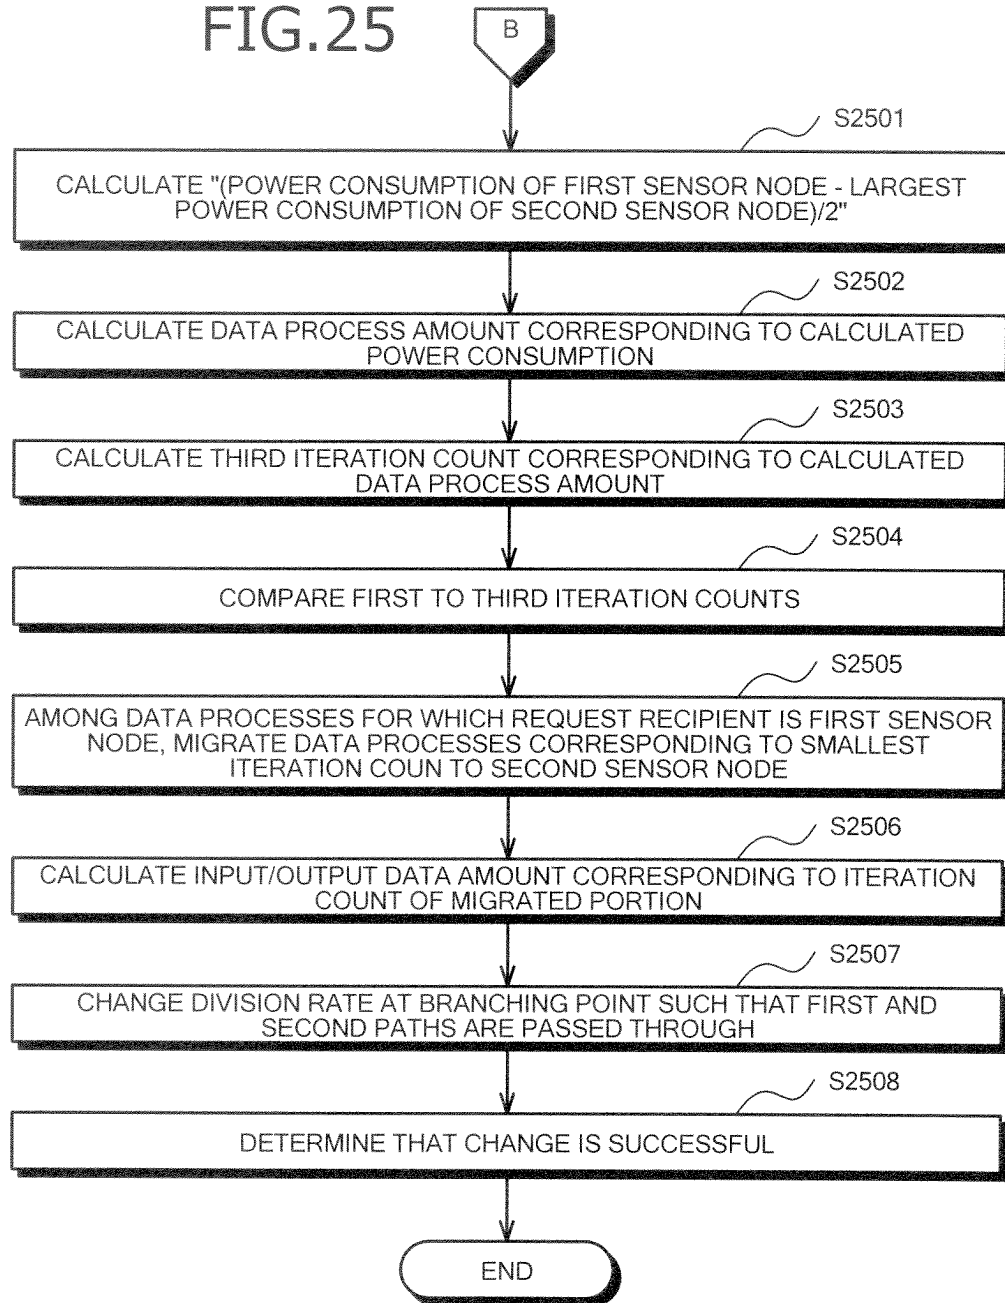 FIG.25
B
S2501
CALCULATE "(POWER CONSUMPTION OF FIRST SENSOR NODE - LARGEST
POWER CONSUMPTION OF SECOND SENSOR NODE)/2"
S2502
CALCULATE DATA PROCESS AMOUNT CORRESPONDING TO CALCULATED
POWER CONSUMPTION
S2503
CALCULATE THIRD ITERATION COUNT CORRESPONDING TO CALCULATED
DATA PROCESS AMOUNT
S2504
COMPARE FIRST TO THIRD ITERATION COUNTS
S2505
AMONG DATA PROCESSES FOR WHICH REQUEST RECIPIENT IS FIRST SENSOR
NODE, MIGRATE DATA PROCESSES CORRESPONDING TO SMALLEST
ITERATION COUN TO SECOND SENSOR NODE
S2506
CALCULATE INPUT/OUTPUT DATA AMOUNT CORRESPONDING TO ITERATION
COUNT OF MIGRATED PORTION
S2507
CHANGE DIVISION RATE AT BRANCHING POINT SUCH THAT FIRST AND
SECOND PATHS ARE PASSED THROUGH
S2508
DETERMINE THAT CHANGE IS SUCCESSFUL
END